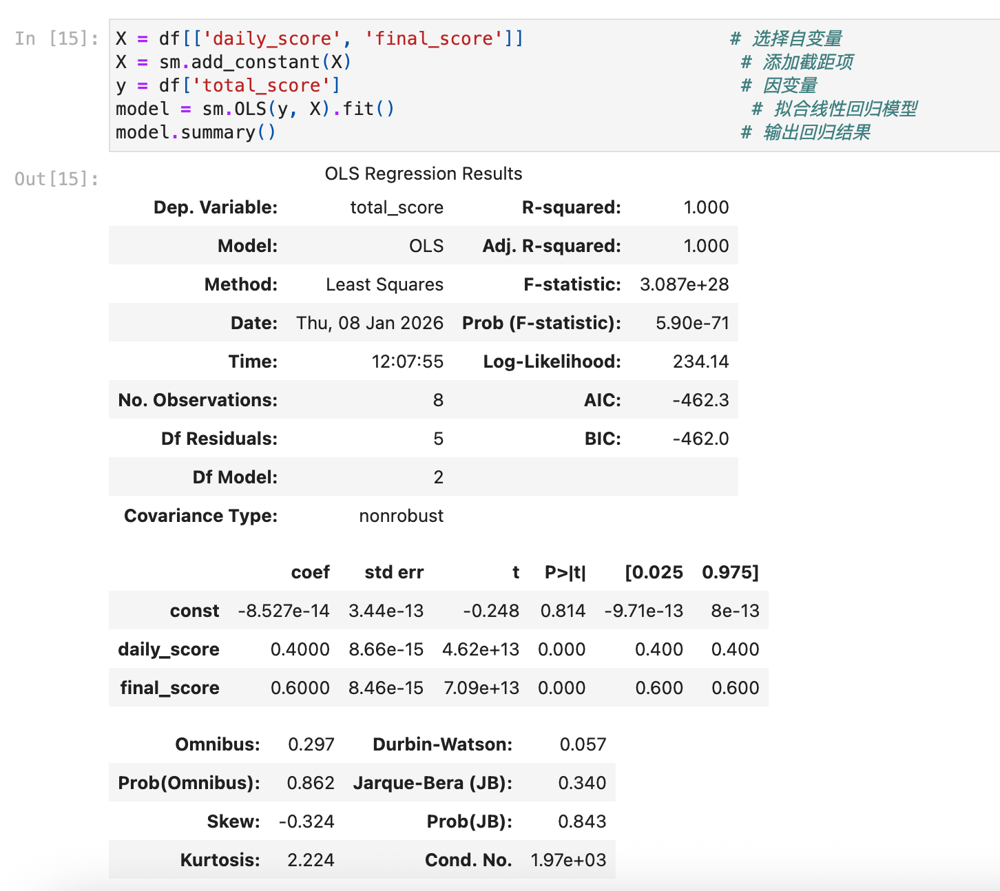 In [15]:
X = df[['daily_score', 'final_score']] # 选择自变量
X = sm.add_constant(X) # 添加截距项
y = df['total_score'] # 因变量
model = sm.OLS(y, X).fit() # 拟合线性回归模型
model.summary() # 输出回归结果
Out[15]:
OLS Regression Results
Dep. Variable: total_score R-squared: 1.000
Model: OLS Adj. R-squared: 1.000
Method: Least Squares F-statistic: 3.087e+28
Date: Thu, 08 Jan 2026 Prob (F-statistic): 5.90e-71
Time: 12:07:55 Log-Likelihood: 234.14
No. Observations: 8 AIC: -462.3
Df Residuals: 5 BIC: -462.0
Df Model: 2
Covariance Type: nonrobust
coef std err t P>|t| [0.025 0.975]
const -8.527e-14 3.44e-13 -0.248 0.814 -9.71e-13 8e-13
daily_score 0.4000 8.66e-15 4.62e+13 0.000 0.400 0.400
final_score 0.6000 8.46e-15 7.09e+13 0.000 0.600 0.600
Omnibus: 0.297 Durbin-Watson: 0.057
Prob(Omnibus): 0.862 Jarque-Bera (JB): 0.340
Skew: -0.324 Prob(JB): 0.843
Kurtosis: 2.224 Cond. No. 1.97e+03